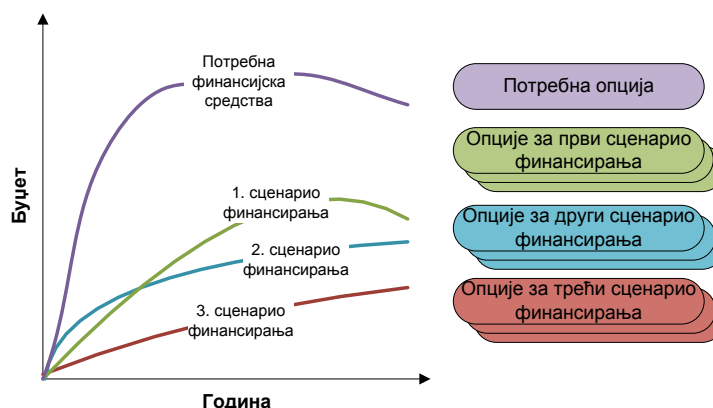 Потребна
финансијска
средства
1. сценарио
финансирања
2. сценарио
финансирања
3. сценарио
финансирања
Буџет
Година
Потребна опција
Опције за први сценарио
финансирања
Опције за други сценарио
финансирања
Опције за трећи сценарио
финансирања